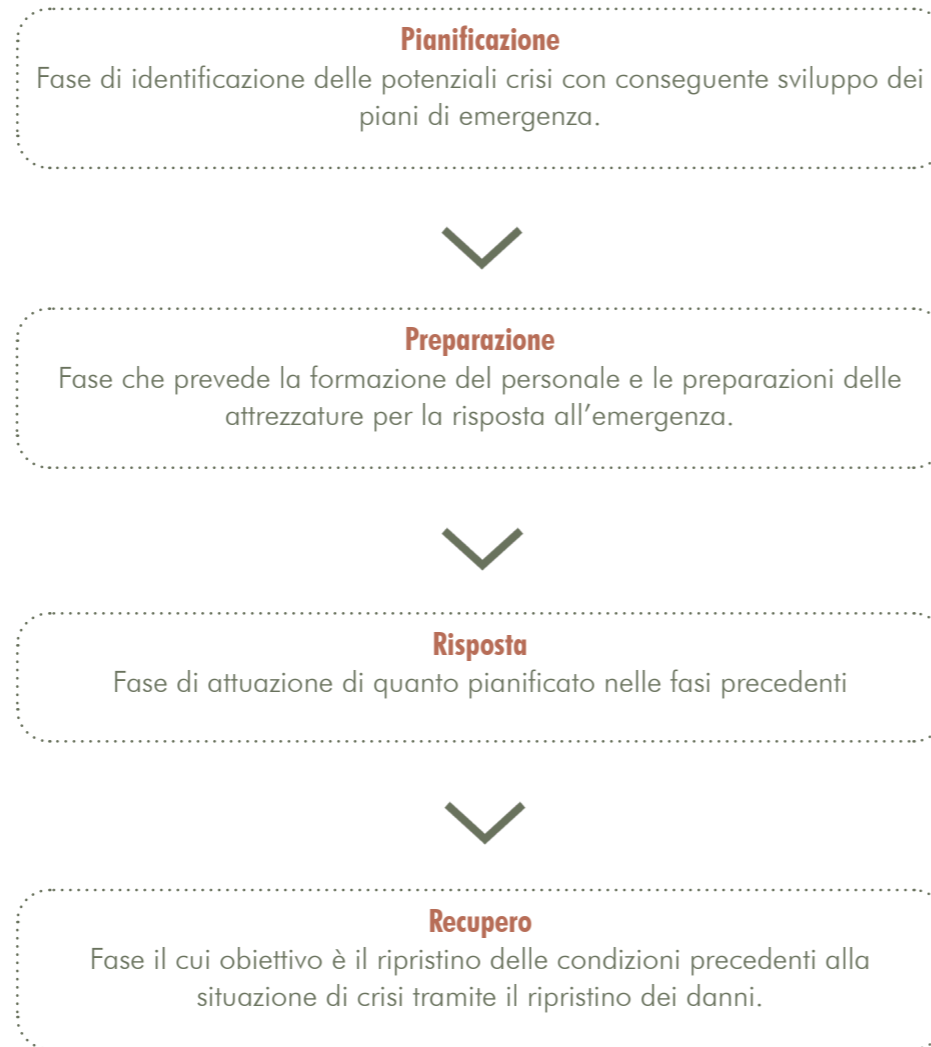 Pianificazione
Fase di identificazione delle potenziali crisi con conseguente sviluppo dei
piani di emergenza.
Preparazione
Fase che prevede la formazione del personale e le preparazioni delle
attrezzature per la risposta all’emergenza.
Risposta
Fase di attuazione di quanto pianificato nelle fasi precedenti
Recupero
Fase il cui obiettivo è il ripristino delle condizioni precedenti alla
situazione di crisi tramite il ripristino dei danni.